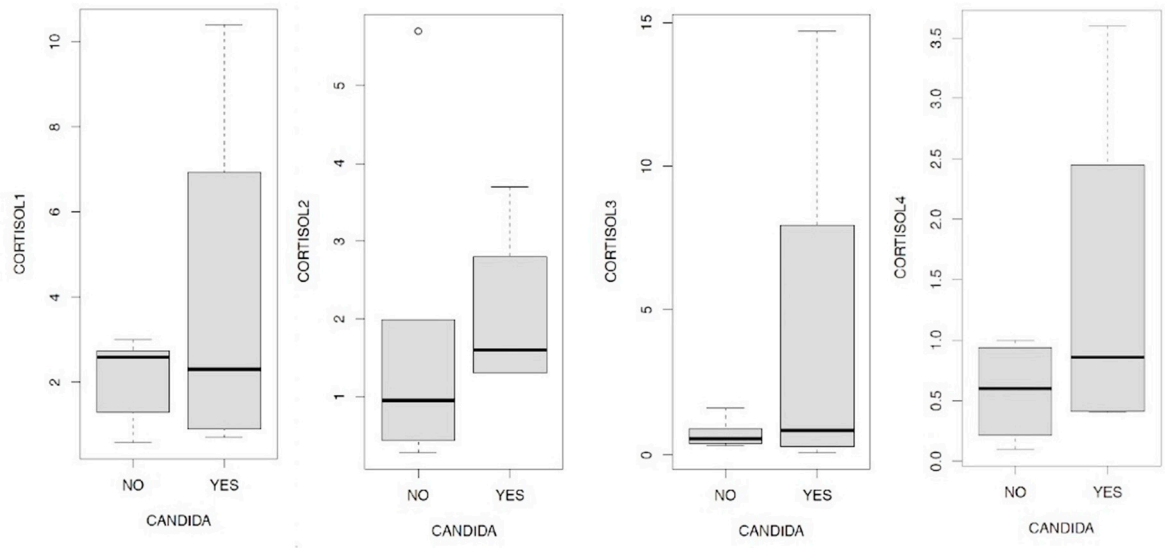 CORTISOL1
10
8
6
4
2
NO YES
CANDIDA
CORTISOL2
5
4
3
2
1
NO YES
CANDIDA
CORTISOL3
15
10
5
0
NO YES
CANDIDA
CORTISOL4
3.5
3.0
2.5
2.0
1.5
1.0
0.5
0.0
NO YES
CANDIDA